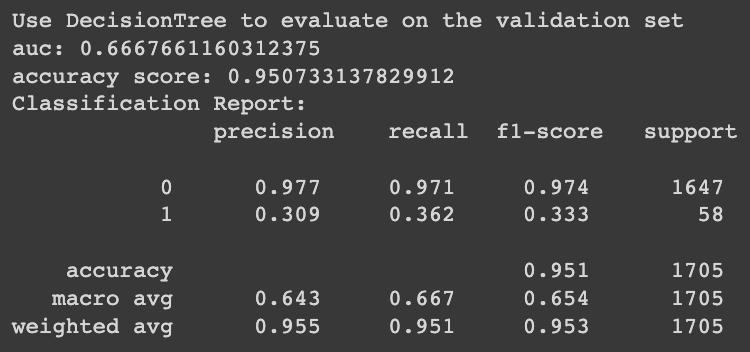 Use DecisionTree to evaluate on the validation set
auc: 0.6667661160312375
accuracy score: 0.950733137829912
Classification Report:
precision recall f1-score support
0 0.977 0.971 0.974 1647
1 0.309 0.362 0.333 58
accuracy 0.951 1705
macro avg 0.643 0.667 0.654 1705
weighted avg 0.955 0.951 0.953 1705